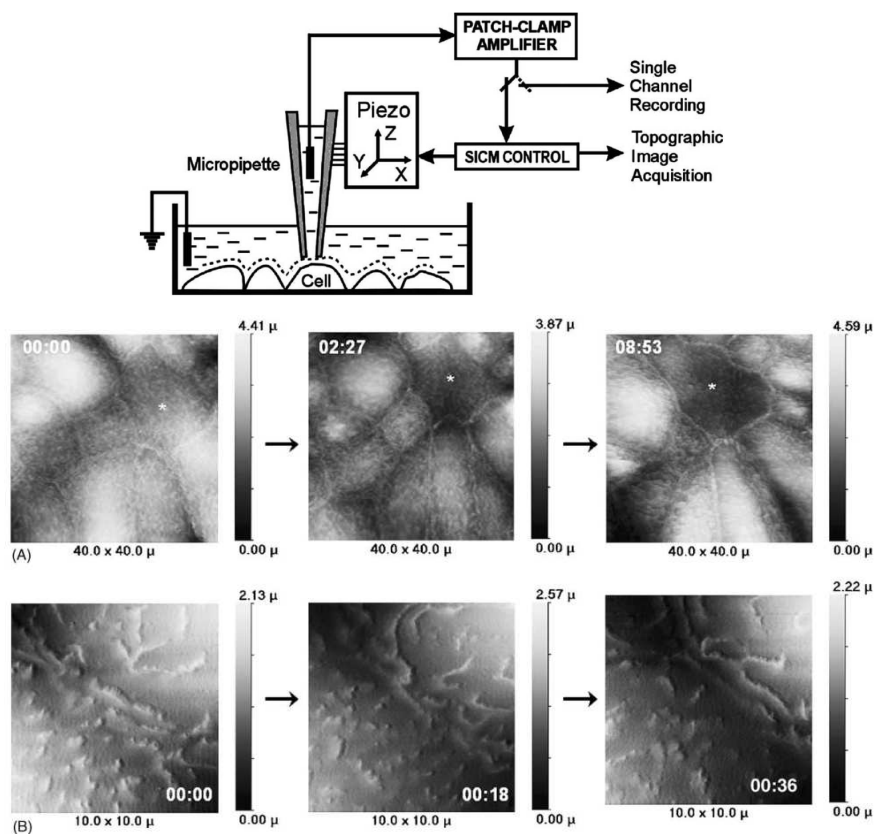 PATCH-CLAMP
AMPLIFIER
Single
Channel
Recording
Piezo
Z
Y
X
Micropipette
SICM CONTROL
Topographic
Image
Acquisition
Cell
00:00
*
4.41 µ
0.00 µ
40.0 x 40.0 µ
02:27
*
3.87 µ
0.00 µ
40.0 x 40.0 µ
08:53
*
4.59 µ
0.00 µ
40.0 x 40.0 µ
(A)
00:00
2.13 µ
0.00 µ
10.0 x 10.0 µ
00:18
2.57 µ
0.00 µ
10.0 x 10.0 µ
00:36
2.22 µ
0.00 µ
10.0 x 10.0 µ
(B)